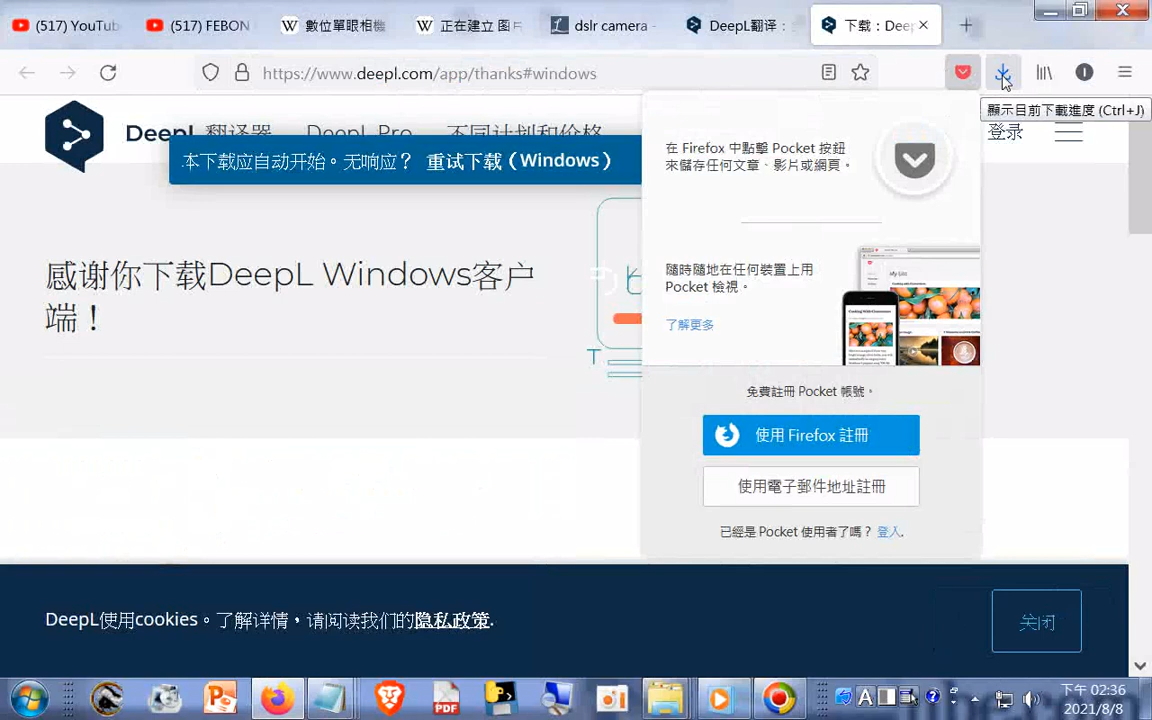 (517) YouTub
(517) FEBON
數位單眼相機
正在建立 图片
dslr camera
DeepL翻译：
下载：Deep
https://www.deepl.com/app/thanks#windows
顯示目前下載進度 (Ctrl+J)
DeepL 翻译器
DeepL Pro
不同计划和价格
登录
本下载应自动开始。无响应？ 重试下载（Windows）
感谢你下载DeepL Windows客户
端！
在 Firefox 中點擊 Pocket 按鈕
來儲存任何文章、影片或網頁。
隨時隨地在任何裝置上用
Pocket 檢視。
了解更多
My List
免費註冊 Pocket 帳號。
使用 Firefox 註冊
使用電子郵件地址註冊
已經是 Pocket 使用者了嗎？ 登入.
DeepL使用cookies。了解详情，请阅读我们的隐私政策.
关闭
PDF
A
下午 02:36
2021/8/8